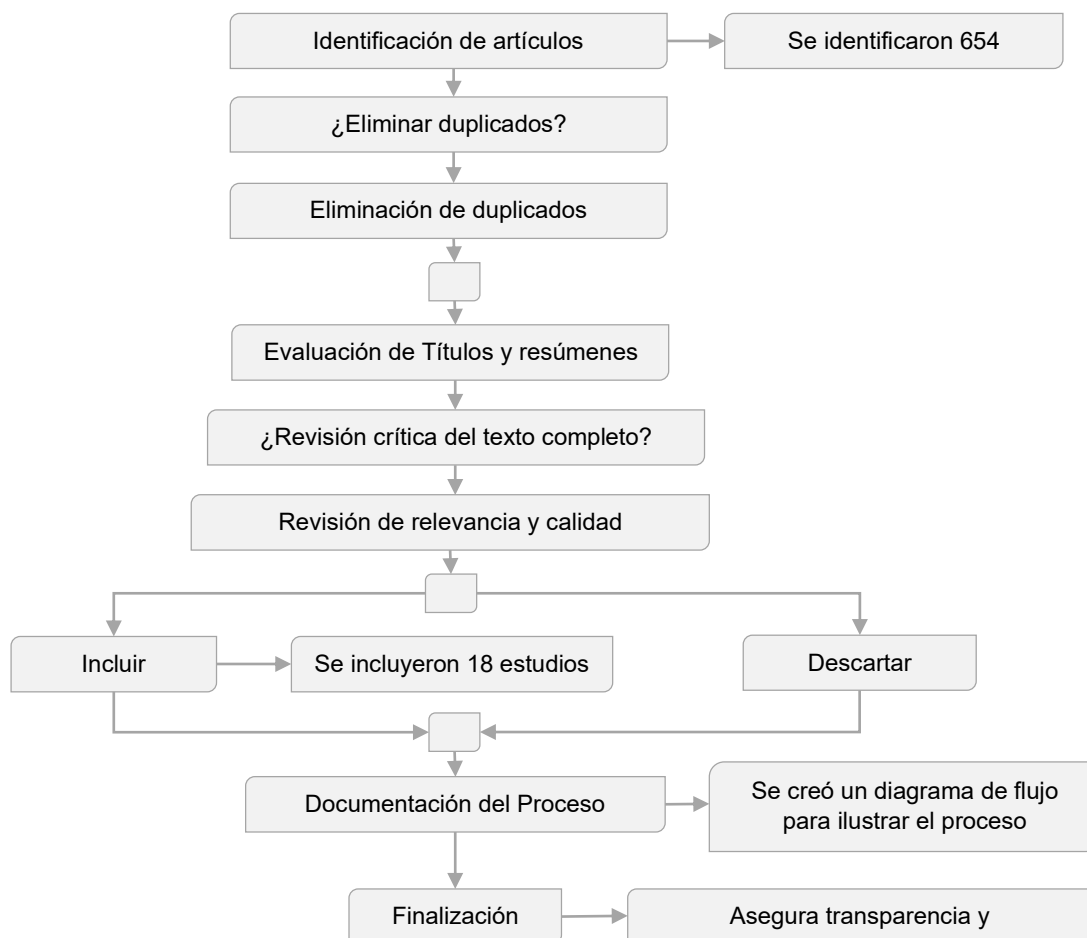 Identificación de artículos
Se identificaron 654
¿Eliminar duplicados?
Eliminación de duplicados
Evaluación de Títulos y resúmenes
¿Revisión crítica del texto completo?
Revisión de relevancia y calidad
Incluir
Se incluyeron 18 estudios
Descartar
Documentación del Proceso
Se creó un diagrama de flujo
para ilustrar el proceso
Finalización
Asegura transparencia y